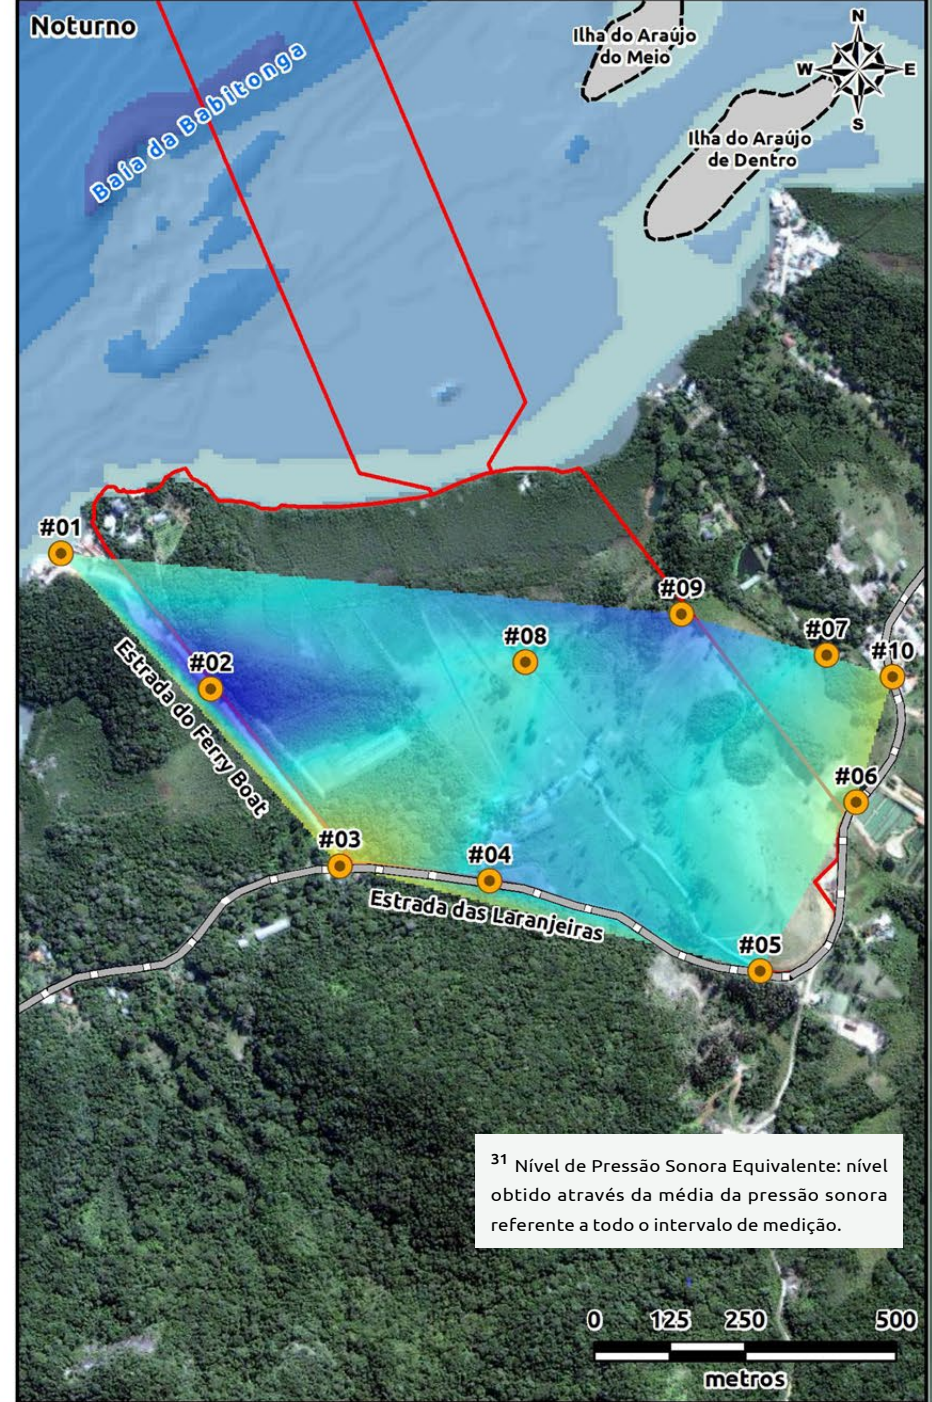 Noturno
N
W E
S
Ilha do Araújo
do Meio
Baía da Babitonga
Ilha do Araújo
de Dentro
#01
#09
#08
#07
#10
#02
Estrada do Ferry Boat
#06
#03
#04
Estrada das Laranjeiras
#05
31 Nível de Pressão Sonora Equivalente: nível
obtido através da média da pressão sonora
referente a todo o intervalo de medição.
0 125 250 500
metros